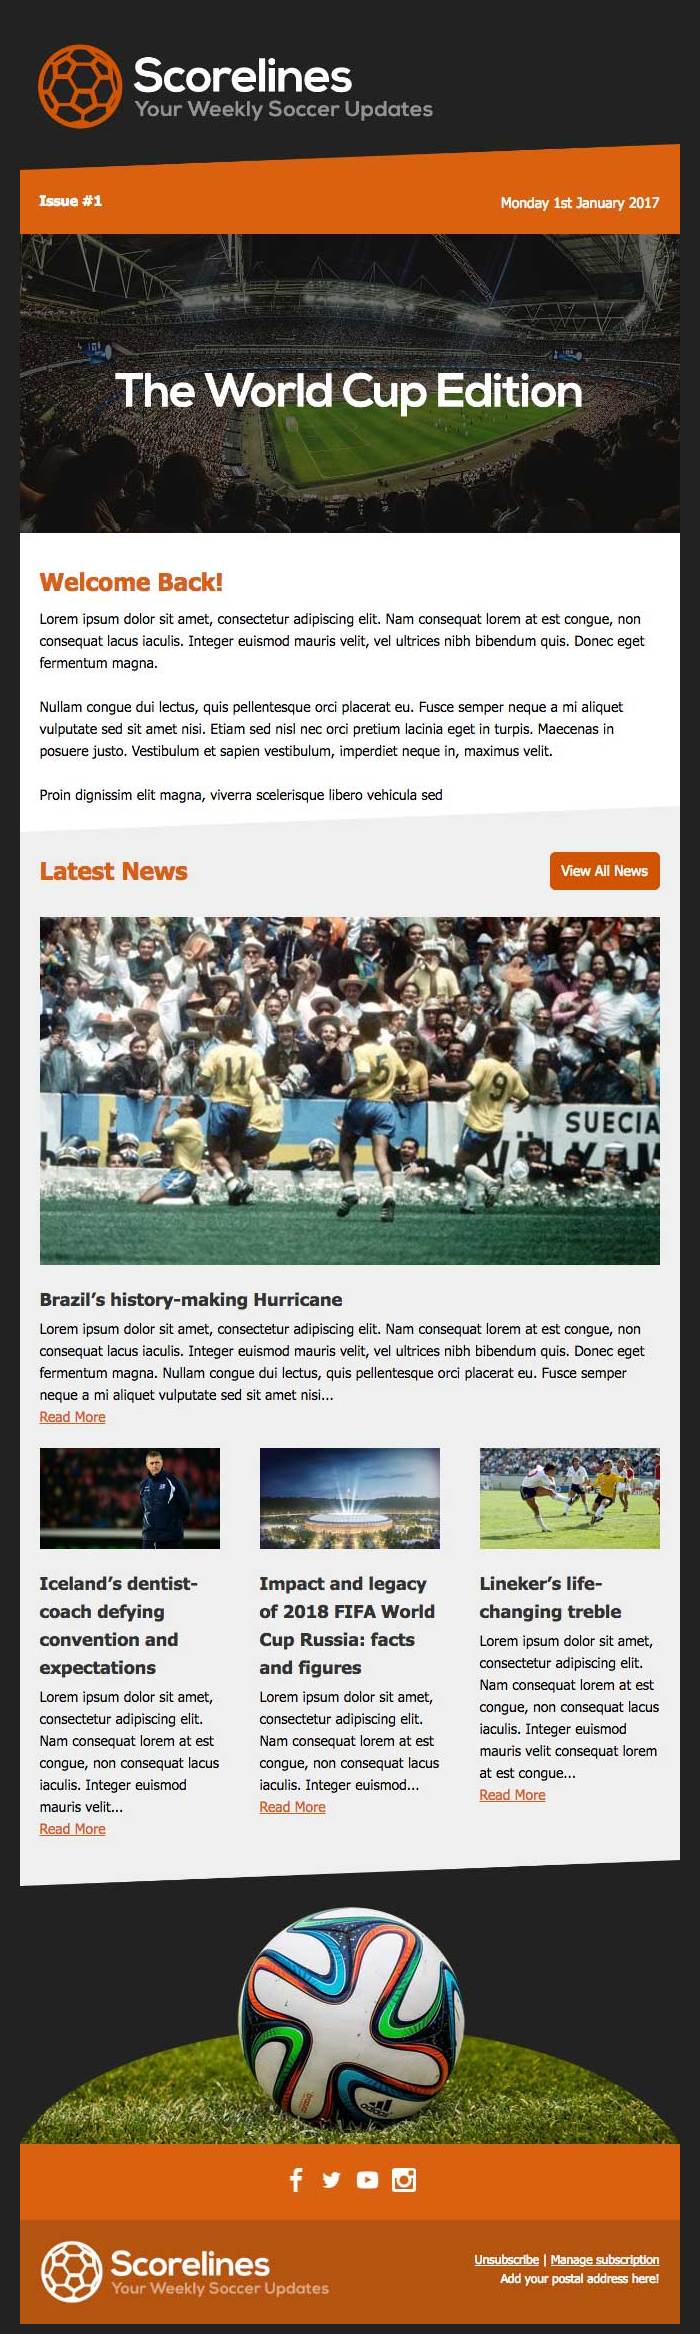 Scorelines
Your Weekly Soccer Updates
Issue #1
Monday 1st January 2017
The World Cup Edition
Welcome Back!
Lorem ipsum dolor sit amet, consectetur adipiscing elit. Nam consequat lorem at est congue, non
consequat lacus iaculis. Integer euismod mauris velit, vel ultrices nibh bibendum quis. Donec eget
fermentum magna.
Nullam congue dui lectus, quis pellentesque orci placerat eu. Fusce semper neque a mi aliquet
vulputate sed sit amet nisi. Etiam sed nisl nec orci pretium lacinia eget in turpis. Maecenas in
posuere justo. Vestibulum et sapien vestibulum, imperdiet neque in, maximus velit.
Proin dignissim elit magna, viverra scelerisque libero vehicula sed
Latest News
View All News
11
5
9
SUECIA
Brazil’s history-making Hurricane
Lorem ipsum dolor sit amet, consectetur adipiscing elit. Nam consequat lorem at est congue, non
consequat lacus iaculis. Integer euismod mauris velit, vel ultrices nibh bibendum quis. Donec eget
fermentum magna. Nullam congue dui lectus, quis pellentesque orci placerat eu. Fusce semper
neque a mi aliquet vulputate sed sit amet nisi...
Read More
Iceland’s dentist-
coach defying
convention and
expectations
Lorem ipsum dolor sit amet,
consectetur adipiscing elit.
Nam consequat lorem at est
congue, non consequat lacus
iaculis. Integer euismod
mauris velit...
Read More
Impact and legacy
of 2018 FIFA World
Cup Russia: facts
and figures
Lorem ipsum dolor sit amet,
consectetur adipiscing elit.
Nam consequat lorem at est
congue, non consequat lacus
iaculis. Integer euismod...
Read More
Lineker’s life-
changing treble
Lorem ipsum dolor sit amet,
consectetur adipiscing elit.
Nam consequat lorem at est
congue, non consequat lacus
iaculis. Integer euismod
mauris velit consequat lorem
at est congue...
Read More
adidas
Scorelines
Your Weekly Soccer Updates
Unsubscribe | Manage subscription
Add your postal address here!